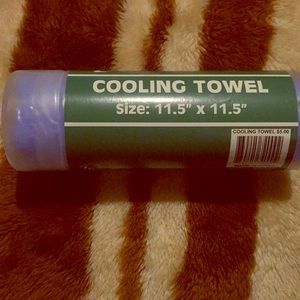 COOLING TOWEL
Size: 11.5" x 11.5"
COOLING TOWEL $5.00